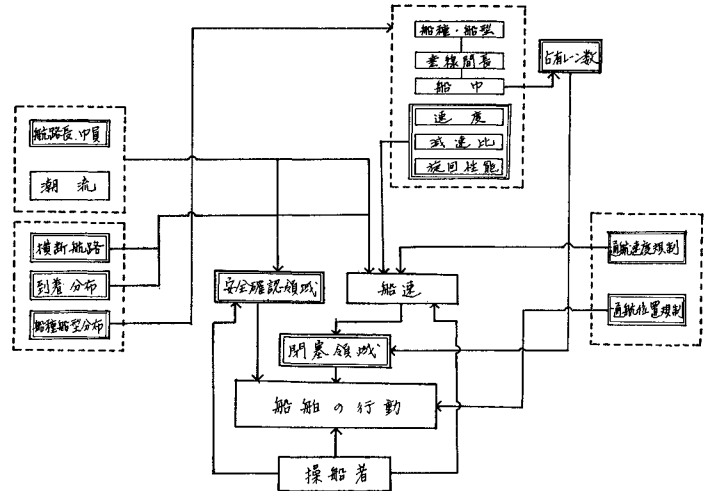 船種・船型
垂線間長
船巾
占有レーン数
速度
減速比
旋回性能
航路長.巾員
潮流
横断航路
到着分布
船種船型分布
安全確認領域
船速
通航速度規制
通航位置規制
閉塞領域
船舶の行動
操船者